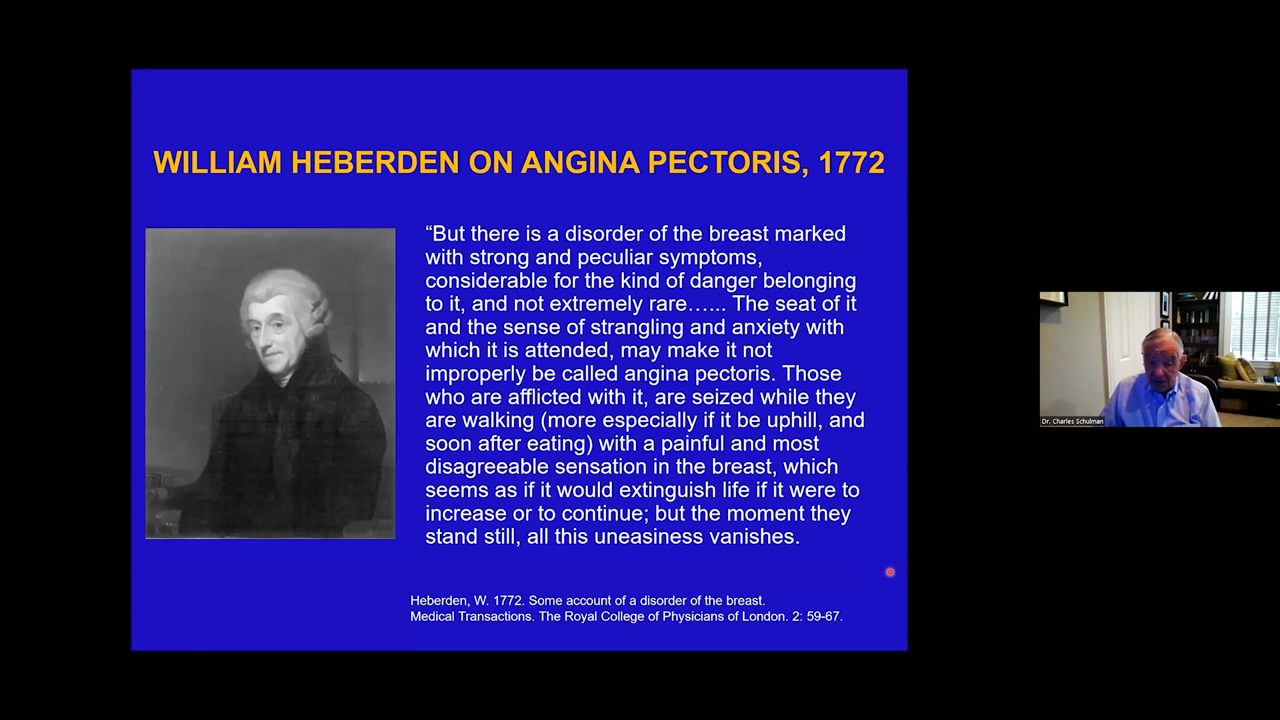 WILLIAM HEBERDEN ON ANGINA PECTORIS, 1772
“But there is a disorder of the breast marked
with strong and peculiar symptoms,
considerable for the kind of danger belonging
to it, and not extremely rare…... The seat of it
and the sense of strangling and anxiety with
which it is attended, may make it not
improperly be called angina pectoris. Those
who are afflicted with it, are seized while they
are walking (more especially if it be uphill, and
soon after eating) with a painful and most
disagreeable sensation in the breast, which
seems as if it would extinguish life if it were to
increase or to continue; but the moment they
stand still, all this uneasiness vanishes.
Heberden, W. 1772. Some account of a disorder of the breast.
Medical Transactions. The Royal College of Physicians of London. 2: 59-67.
Dr. Charles Schulman